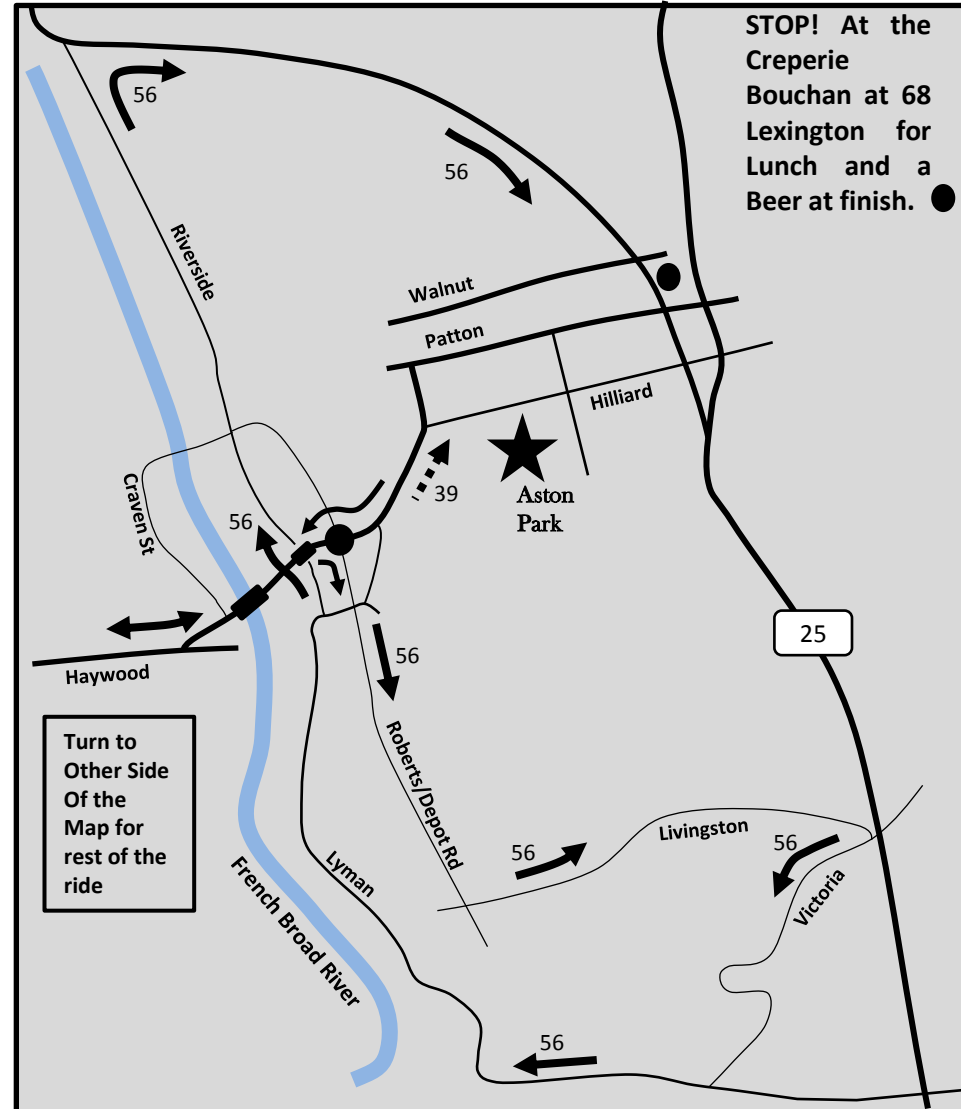 STOP! At the
Creperie
Bouchan at 68
Lexington for
Lunch and a
Beer at finish.
56
56
Riverside
Walnut
Patton
Hilliard
Craven St
39
Aston
Park
56
25
56
Haywood
Turn to
Other Side
Of the
Map for
rest of the
ride
Roberts/Depot Rd
Livingston
56
56
Victoria
Lyman
French Broad River
56